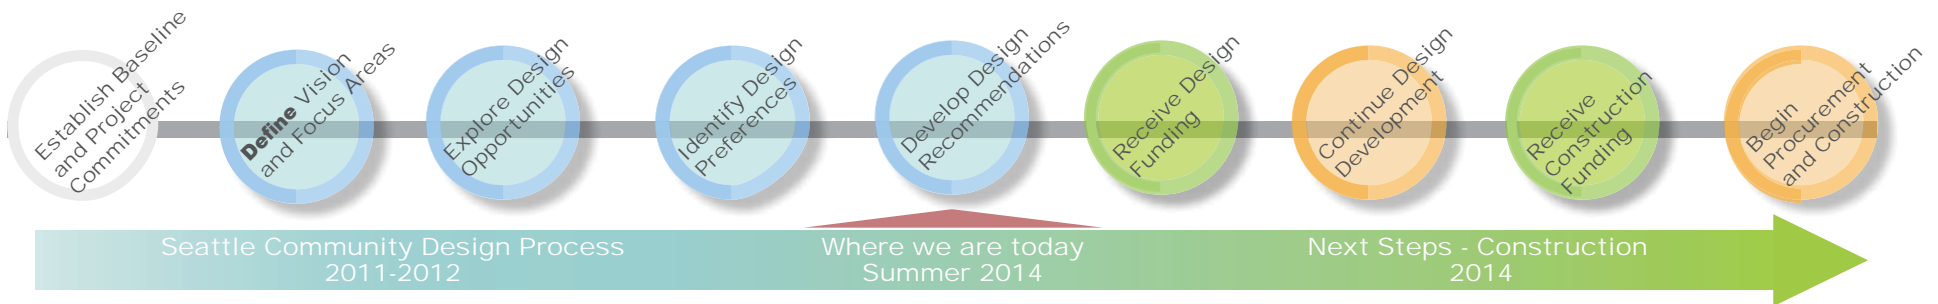 Establish Baseline
and Project
Commitments
Define Vision
and Focus Areas
Explore Design
Opportunities
Identify Design
Preferences
Develop Design
Recommendations
Receive Design
Funding
Continue Design
Development
Receive
Construction
Funding
Begin
Procurement
and Construction
Seattle Community Design Process
2011-2012
Where we are today
Summer 2014
Next Steps - Construction
2014